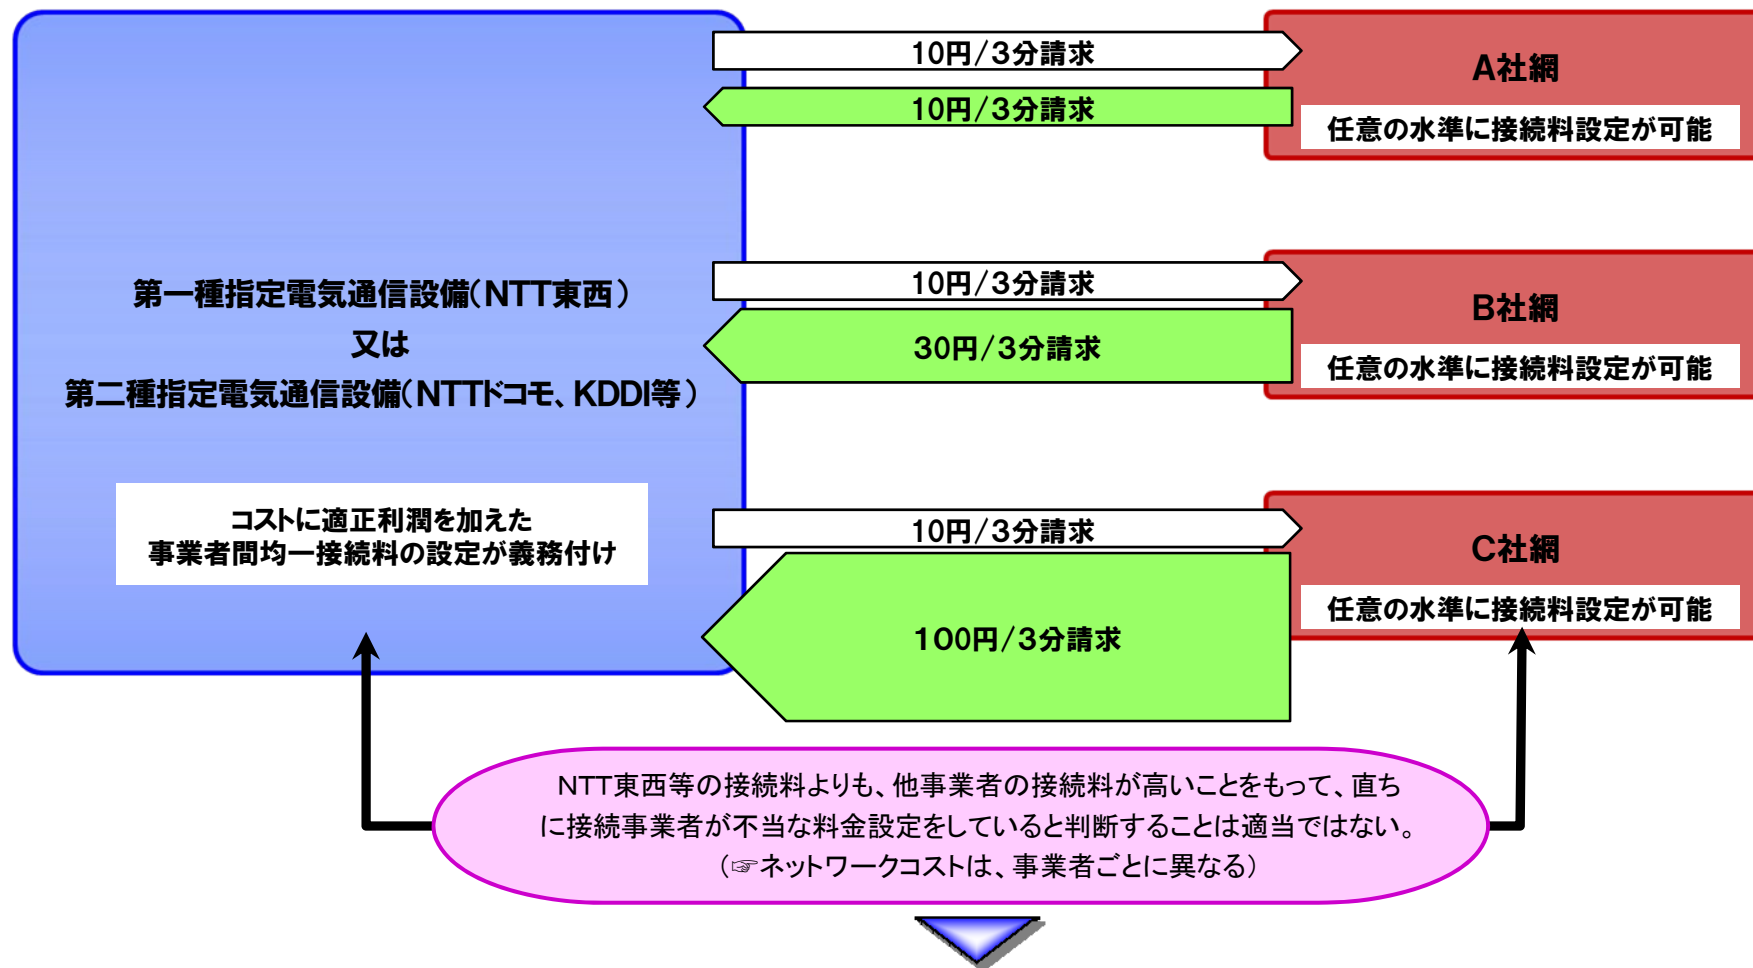 10円/3分請求
10円/3分請求
A社網
任意の水準に接続料設定が可能
第一種指定電気通信設備(NTT東西)
又は
第二種指定電気通信設備(NTTドコモ、KDDI等)
コストに適正利潤を加えた
事業者間均一接続料の設定が義務付け
10円/3分請求
30円/3分請求
B社網
任意の水準に接続料設定が可能
10円/3分請求
100円/3分請求
C社網
任意の水準に接続料設定が可能
NTT東西等の接続料よりも、他事業者の接続料が高いことをもって、直ち
に接続事業者が不当な料金設定をしていると判断することは適当ではない。
(☞ネットワークコストは、事業者ごとに異なる)